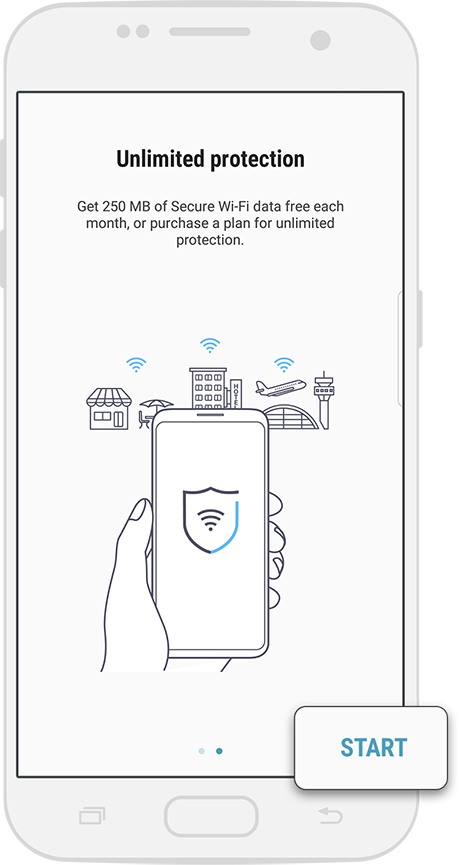 Unlimited protection
Get 250 MB of Secure Wi-Fi data free each
month, or purchase a plan for unlimited
protection.
HOTEL
START